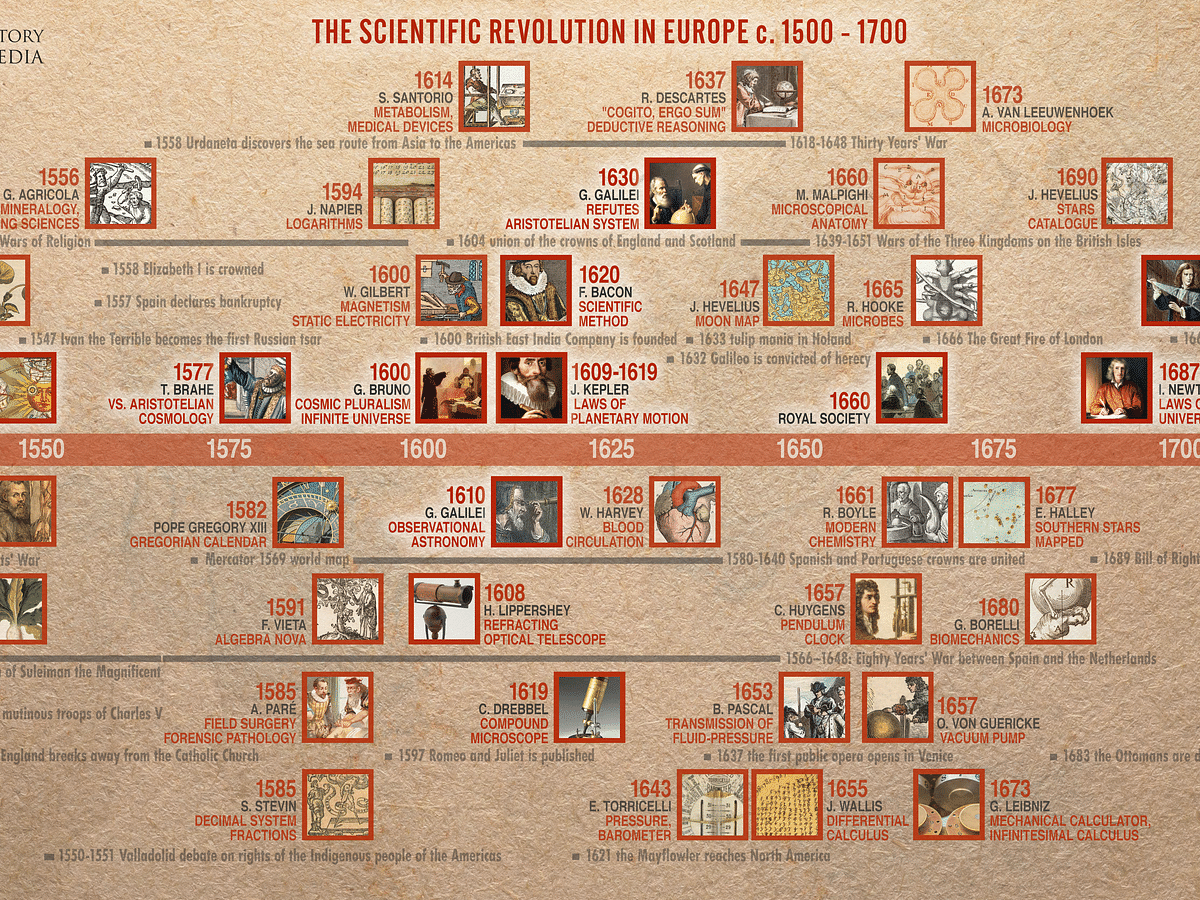 TORY
EDIA
THE SCIENTIFIC REVOLUTION IN EUROPE c. 1500 - 1700
1614
S. SANTORIO
METABOLISM,
MEDICAL DEVICES
1637
R. DESCARTES
"COGITO, ERGO SUM"
DEDUCTIVE REASONING
1673
A. VAN LEEUWENHOEK
MICROBIOLOGY
1558 Urdaneta discovers the sea route from Asia to the Americas
1618-1648 Thirty Years' War
1556
G. AGRICOLA
MINERALOGY,
NG SCIENCES
1594
J. NAPIER
LOGARITHMS
1630
G. GALILEI
REFUTES
ARISTOTELIAN SYSTEM
1660
M. MALPIGHI
MICROSCOPICAL
ANATOMY
1690
J. HEVELIUS
STARS
CATALOGUE
Wars of Religion
1604 union of the crowns of England and Scotland
1639-1651 Wars of the Three Kingdoms on the British Isles
1558 Elizabeth I is crowned
1557 Spain declares bankruptcy
1600
W. GILBERT
MAGNETISM
STATIC ELECTRICITY
1620
F. BACON
SCIENTIFIC
METHOD
1647
J. HEVELIUS
MOON MAP
1665
R. HOOKE
MICROBES
1547 Ivan the Terrible becomes the first Russian tsar
1600 British East India Company is founded
1633 tulip mania in Holand
1666 The Great Fire of London
166
1632 Galileo is convicted of heresy
1577
T. BRAHE
VS. ARISTOTELIAN
COSMOLOGY
1600
G. BRUNO
COSMIC PLURALISM
INFINITE UNIVERSE
1609-1619
J. KEPLER
LAWS OF
PLANETARY MOTION
1660
ROYAL SOCIETY
1687
I. NEWT
LAWS O
UNIVER
1550 1575 1600 1625 1650 1675 1700
1582
POPE GREGORY XIII
GREGORIAN CALENDAR
1610
G. GALILEI
OBSERVATIONAL
ASTRONOMY
1628
W. HARVEY
BLOOD
CIRCULATION
1661
R. BOYLE
MODERN
CHEMISTRY
1677
E. HALLEY
SOUTHERN STARS
MAPPED
ts' War
Mercator 1569 world map
1580-1640 Spanish and Portuguese crowns are united
1689 Bill of Right
1591
F. VIETA
ALGEBRA NOVA
1608
H. LIPPERSHEY
REFRACTING
OPTICAL TELESCOPE
1657
C. HUYGENS
PENDULUM
CLOCK
1680
G. BORELLI
BIOMECHANICS
of Suleiman the Magnificent
1566–1648: Eighty Years' War between Spain and the Netherlands
1585
A. PARÉ
FIELD SURGERY
FORENSIC PATHOLOGY
1619
C. DREBBEL
COMPOUND
MICROSCOPE
1653
B. PASCAL
TRANSMISSION OF
FLUID-PRESSURE
1657
O. VON GUERICKE
VACUUM PUMP
mutinous troops of Charles V
England breaks away from the Catholic Church
1597 Romeo and Juliet is published
1637 the first public opera opens in Venice
1683 the Ottomans are d
1585
S. STEVIN
DECIMAL SYSTEM
FRACTIONS
1643
E. TORRICELLI
PRESSURE,
BAROMETER
1655
J. WALLIS
DIFFERENTIAL
CALCULUS
1673
G. LEIBNIZ
MECHANICAL CALCULATOR,
INFINITESIMAL CALCULUS
1550-1551 Valladolid debate on rights of the Indigenous people of the Americas
1621 the Mayflower reaches North America